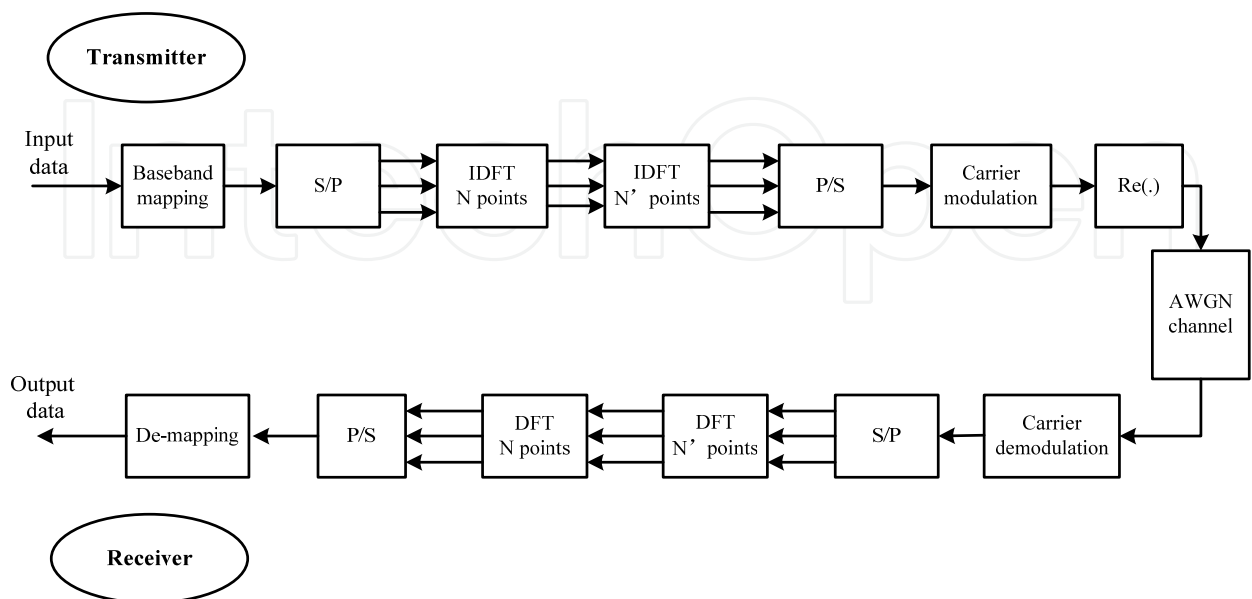 Transmitter
Input
data
Baseband
mapping
S/P
IDFT
N points
IDFT
N’ points
P/S
Carrier
modulation
Re(.)
AWGN
channel
Output
data
De-mapping
P/S
DFT
N points
DFT
N’ points
S/P
Carrier
demodulation
Receiver
IntechOpen